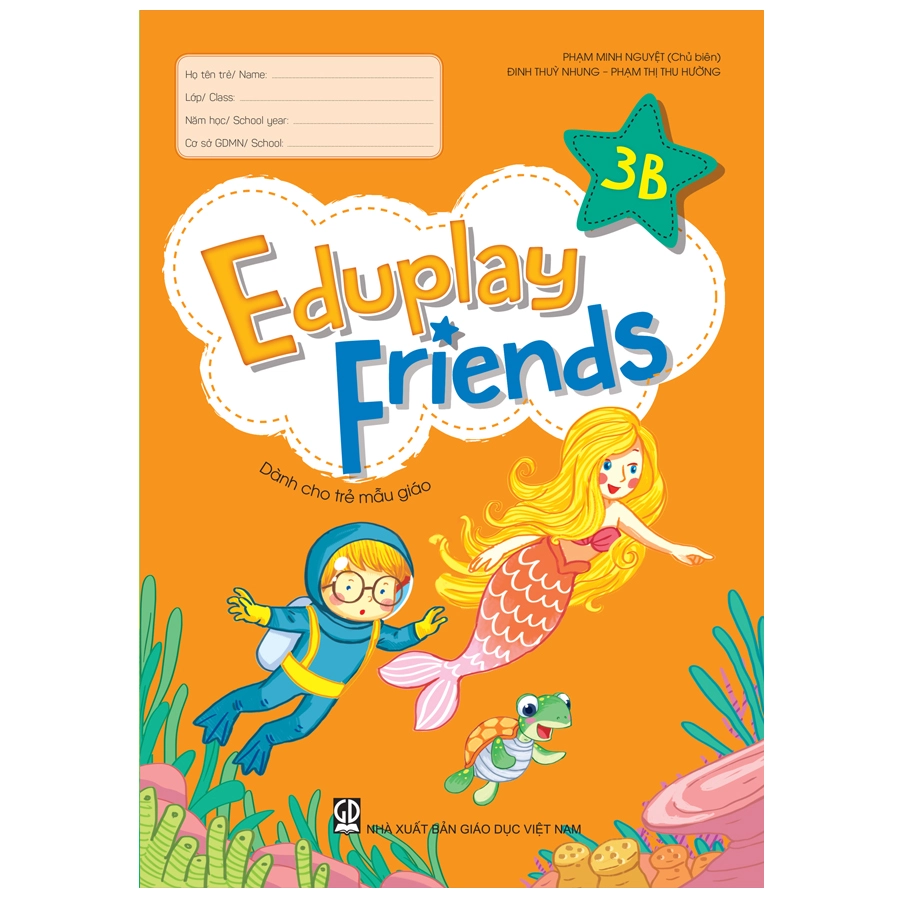 PHẠM MINH NGUYỆT (Chủ biên)
ĐINH THUỶ NHUNG – PHẠM THỊ THU HƯỜNG
Họ tên trẻ/ Name:
Lớp/ Class:
Năm học/ School year:
Cơ sở GDMN/ School:
3B
Eduplay
Friends
Dành cho trẻ mẫu giáo
GD
NHÀ XUẤT BẢN GIÁO DỤC VIỆT NAM